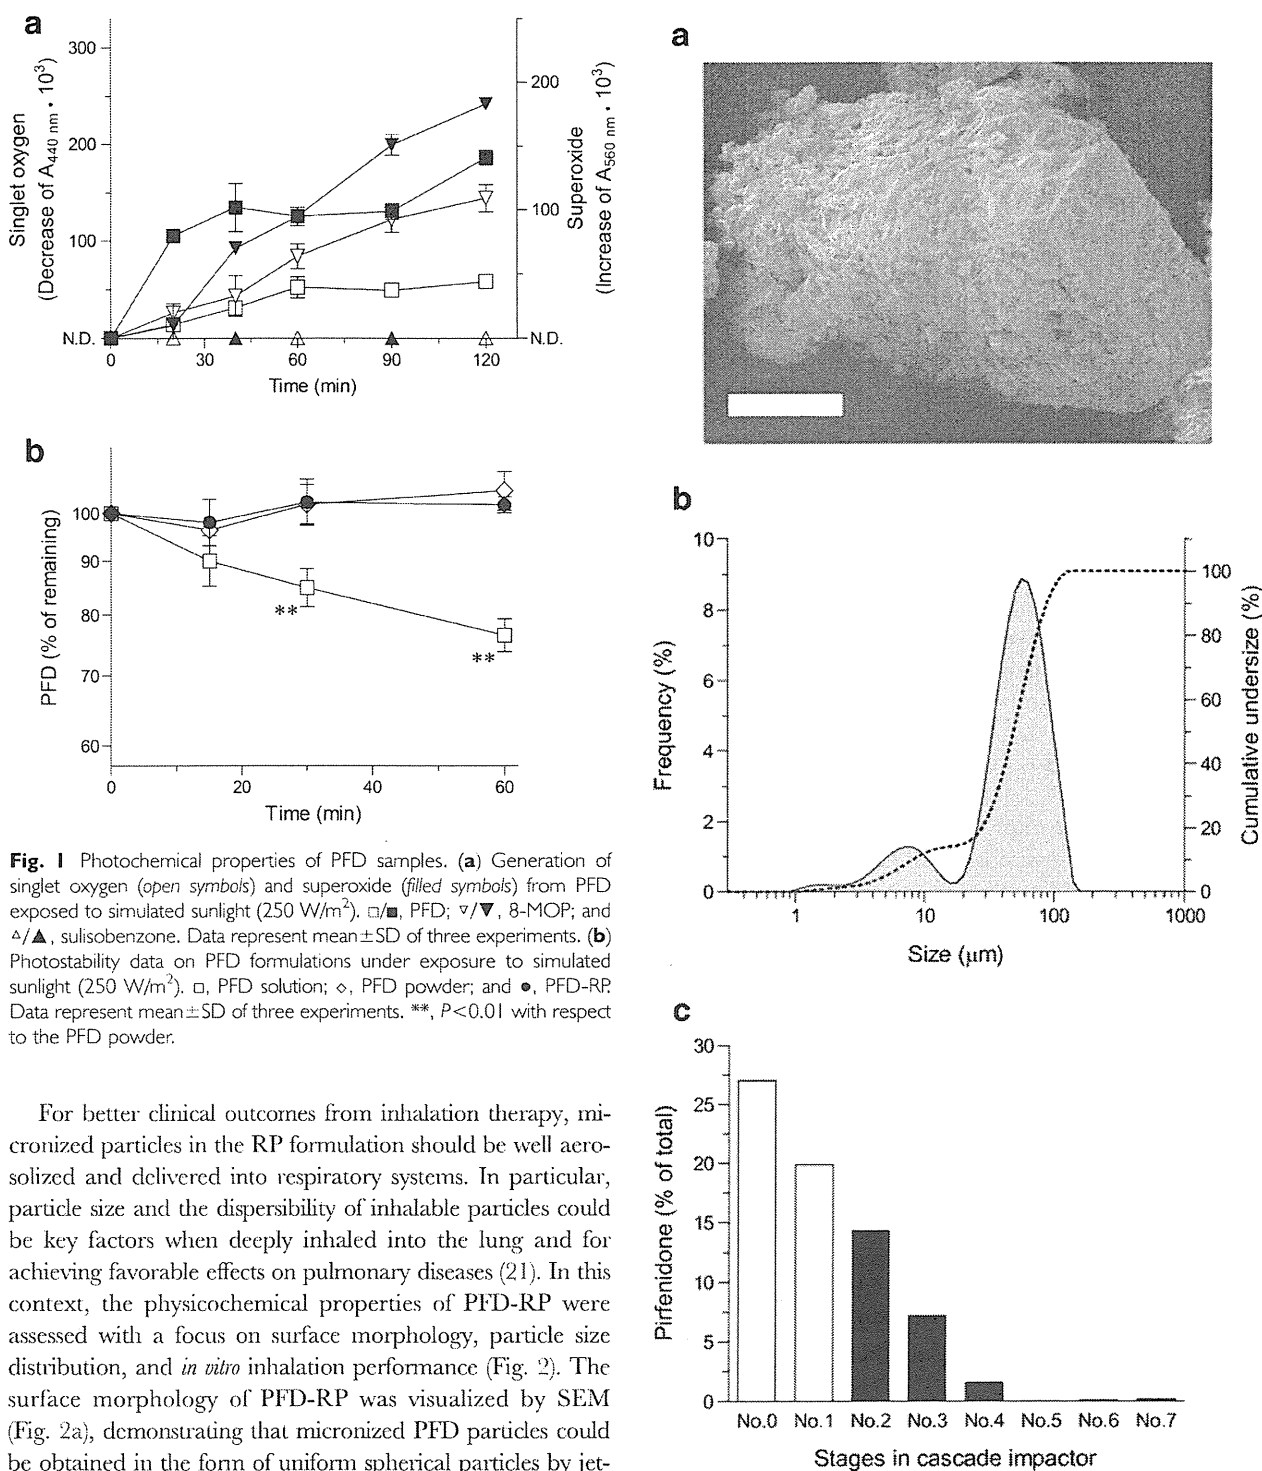 a
300
200
100
N.D.
Singlet oxygen
(Decrease of A440 nm • 10³)
200
100
N.D.
Superoxide
(Increase of A560 nm • 10³)
0 30 60 90 120
Time (min)
b
100
90
80
70
60
PFD (% of remaining)
**
**
0 20 40 60
Time (min)
Fig. 1 Photochemical properties of PFD samples. (a) Generation of
singlet oxygen (open symbols) and superoxide (filled symbols) from PFD
exposed to simulated sunlight (250 W/m²). □/■, PFD; ▽/▼, 8-MOP; and
△/▲, sulisobenzone. Data represent mean±SD of three experiments. (b)
Photostability data on PFD formulations under exposure to simulated
sunlight (250 W/m²). □, PFD solution; ◇, PFD powder; and ●, PFD-RP.
Data represent mean±SD of three experiments. **, P<0.01 with respect
to the PFD powder.
For better clinical outcomes from inhalation therapy, mi-
cronized particles in the RP formulation should be well aero-
solized and delivered into respiratory systems. In particular,
particle size and the dispersibility of inhalable particles could
be key factors when deeply inhaled into the lung and for
achieving favorable effects on pulmonary diseases (21). In this
context, the physicochemical properties of PFD-RP were
assessed with a focus on surface morphology, particle size
distribution, and in vitro inhalation performance (Fig. 2). The
surface morphology of PFD-RP was visualized by SEM
(Fig. 2a), demonstrating that micronized PFD particles could
be obtained in the form of uniform spherical particles by jet-
a
b
10
8
6
4
2
0
Frequency (%)
100
80
60
40
20
0
Cumulative undersize (%)
1 10 100 1000
Size (μm)
c
30
25
20
15
10
5
0
Pirfenidone (% of total)
No.0 No.1 No.2 No.3 No.4 No.5 No.6 No.7
Stages in cascade impactor